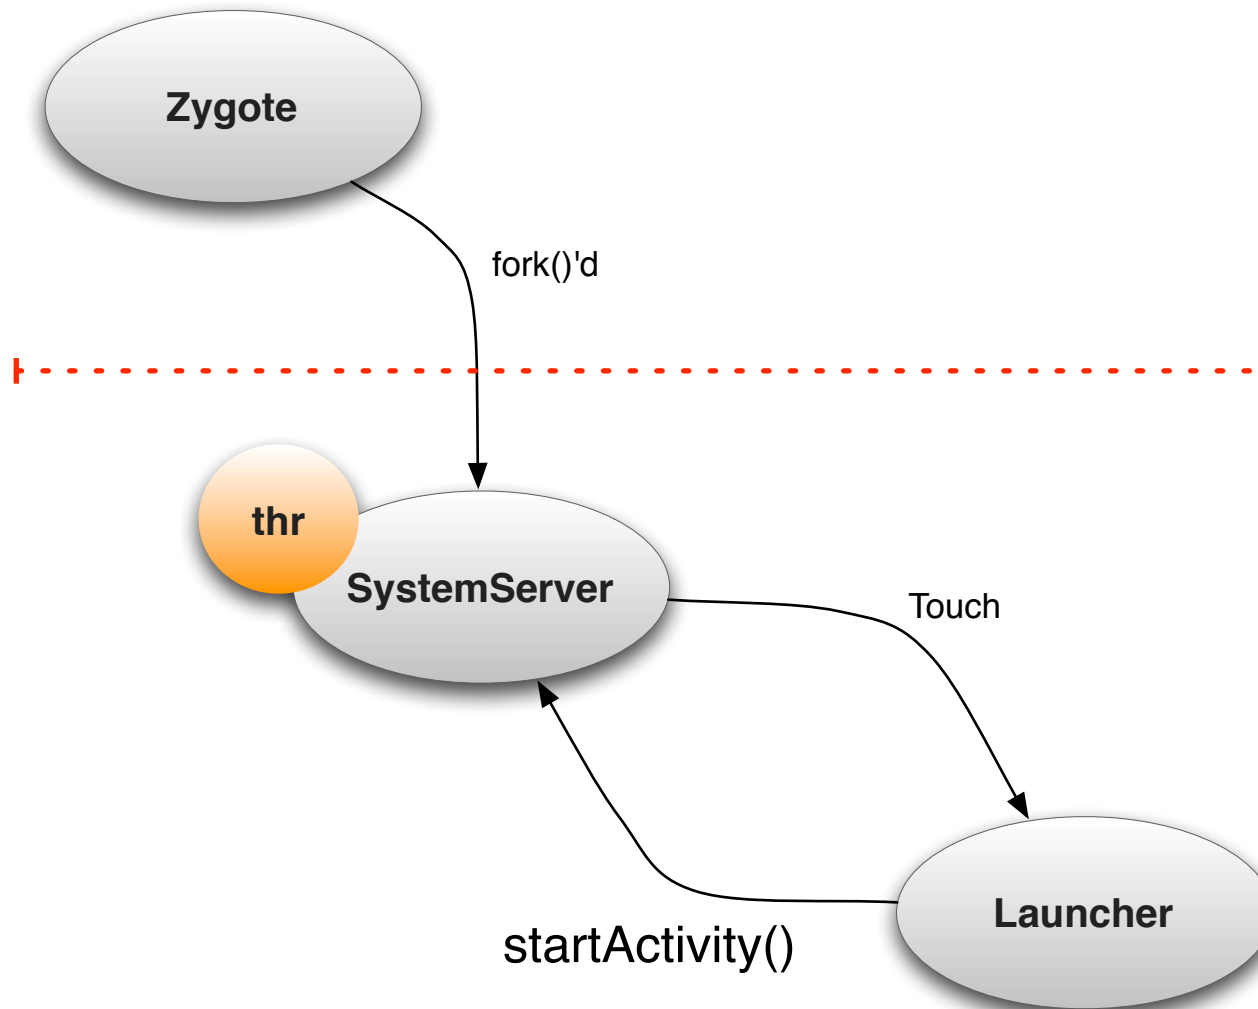 Zygote
fork()'d
thr
SystemServer
Touch
Launcher
startActivity()